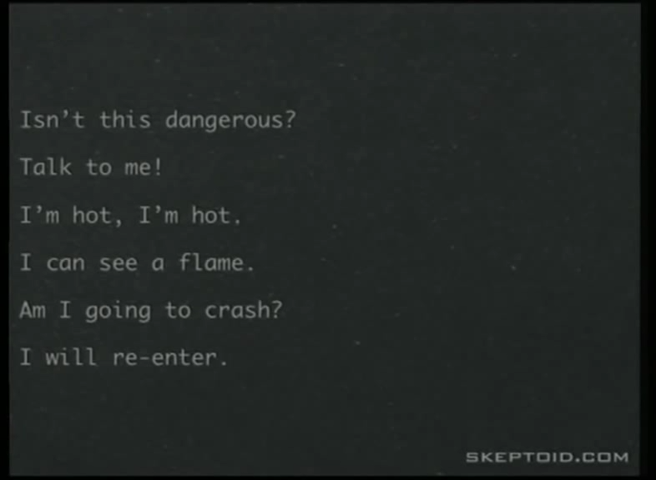 Isn't this dangerous?
Talk to me!
I'm hot, I'm hot.
I can see a flame.
Am I going to crash?
I will re-enter.
SKEPTOID.COM